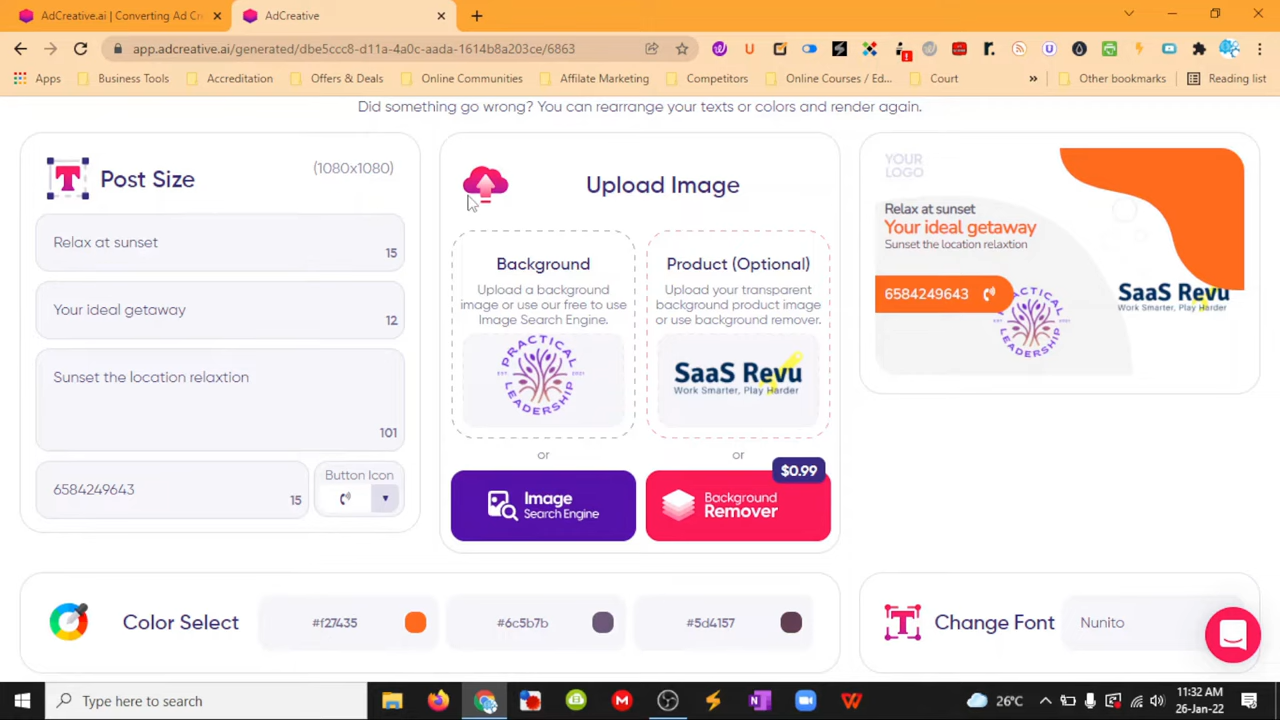 AdCreative.ai | Converting Ad Cr
AdCreative
app.adcreative.ai/generated/dbe5ccc8-d11a-4a0c-aada-1614b8a203ce/6863
Apps
Business Tools
Accreditation
Offers & Deals
Online Communities
Affilate Marketing
Competitors
Online Courses / Ed...
Court
»
Other bookmarks
Reading list
Did something go wrong? You can rearrange your texts or colors and render again.
Post Size
(1080x1080)
Relax at sunset
15
Your ideal getaway
12
Sunset the location relaxtion
101
6584249643
15
Button Icon
Upload Image
Background
Upload a background
image or use our free to use
Image Search Engine.
PRACTICAL
LEADERSHIP
or
Image
Search Engine
Product (Optional)
Upload your transparent
background product image
or use background remover.
SaaS Revu
Work Smarter, Play Harder
or
$0.99
Background
Remover
YOUR
LOGO
Relax at sunset
Your ideal getaway
Sunset the location relaxtion
6584249643
PRACTICAL
LEADERSHIP
SaaS Revu
Work Smarter, Play Harder
Color Select
#f27435
#6c5b7b
#5d4157
Change Font
Nunito
Type here to search
26°C
11:32 AM
26-Jan-22